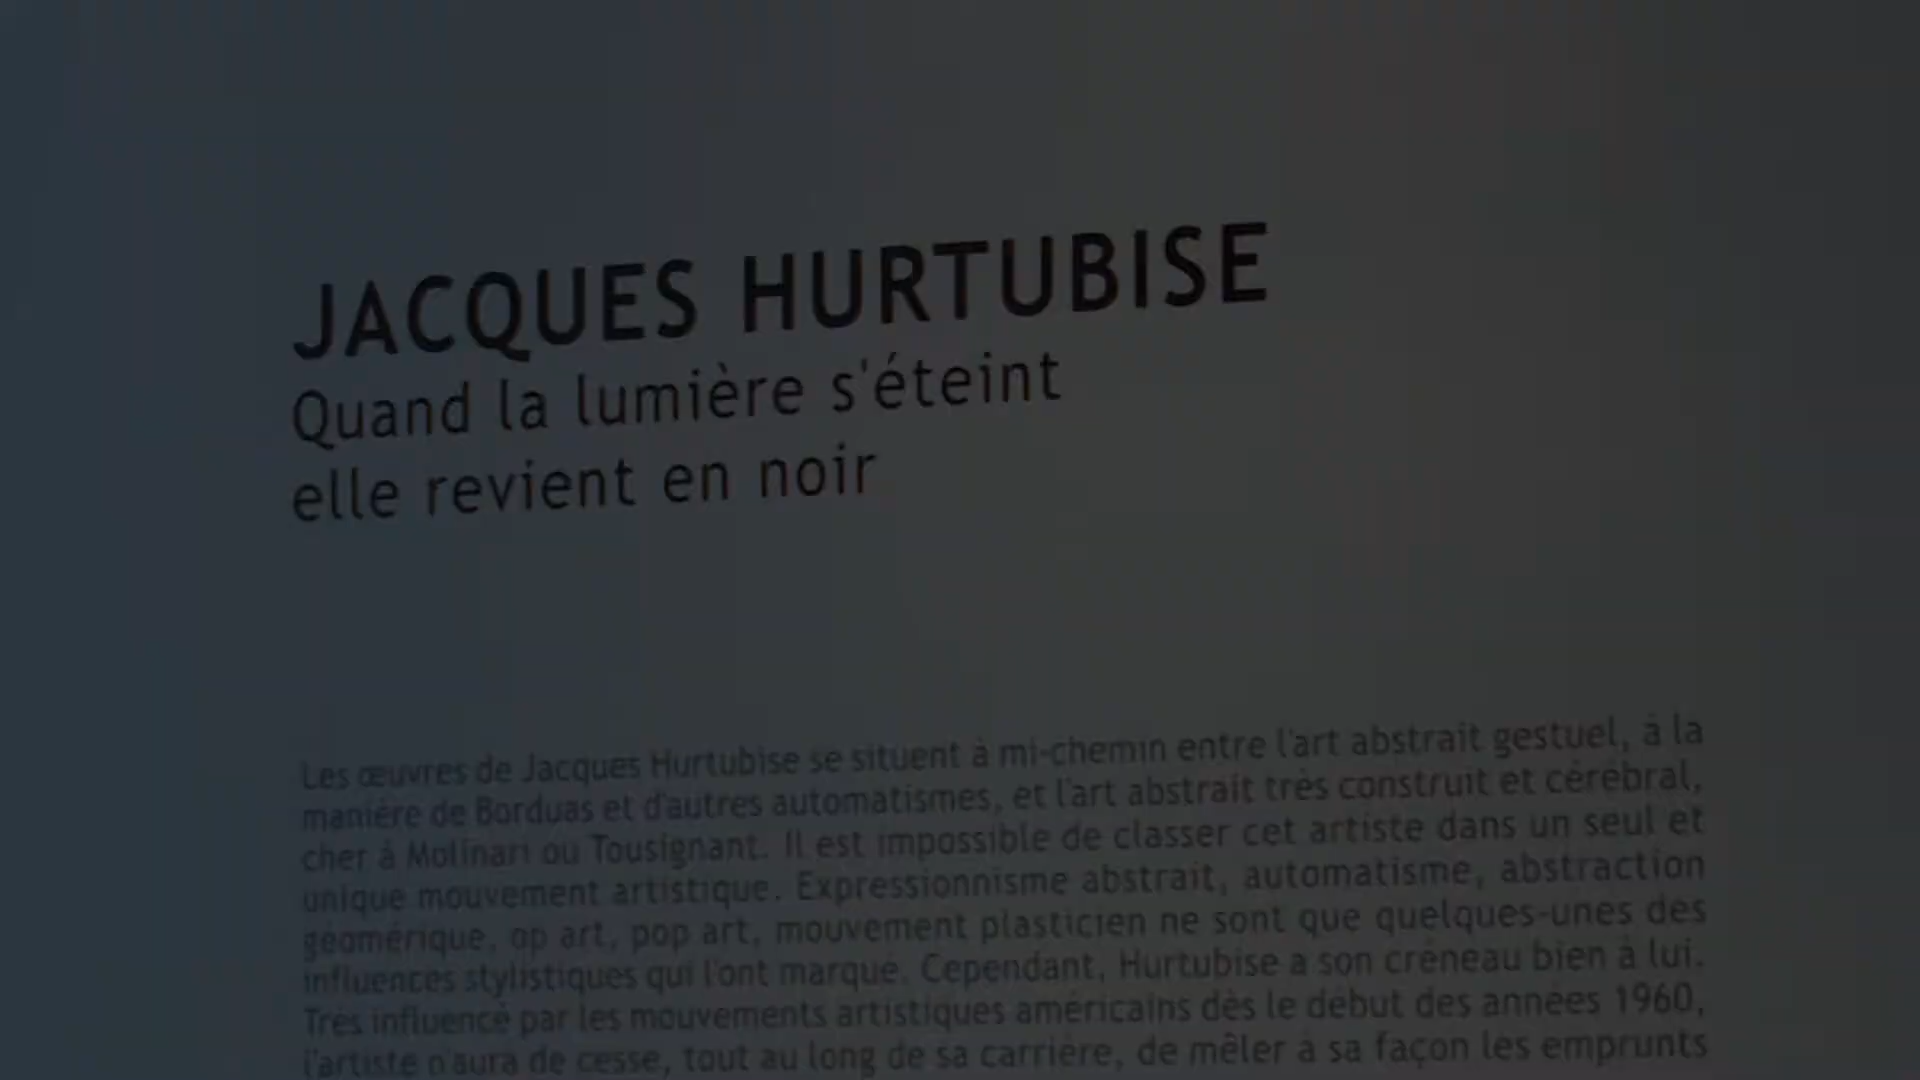 JACQUES HURTUBISE
Quand la lumière s'éteint
elle revient en noir
Les œuvres de Jacques Hurtubise se situent à mi-chemin entre l'art abstrait gestuel, à la
manière de Borduas et d'autres automatismes, et l'art abstrait très construit et cérébral,
cher à Molinari ou Tousignant. Il est impossible de classer cet artiste dans un seul et
unique mouvement artistique. Expressionnisme abstrait, automatisme, abstraction
géomérique, op art, pop art, mouvement plasticien ne sont que quelques-unes des
influences stylistiques qui l'ont marqué. Cependant, Hurtubise a son créneau bien à lui.
Très influencé par les mouvements artistiques américains dès le début des années 1960,
l'artiste n'aura de cesse, tout au long de sa carrière, de mêler à sa façon les emprunts